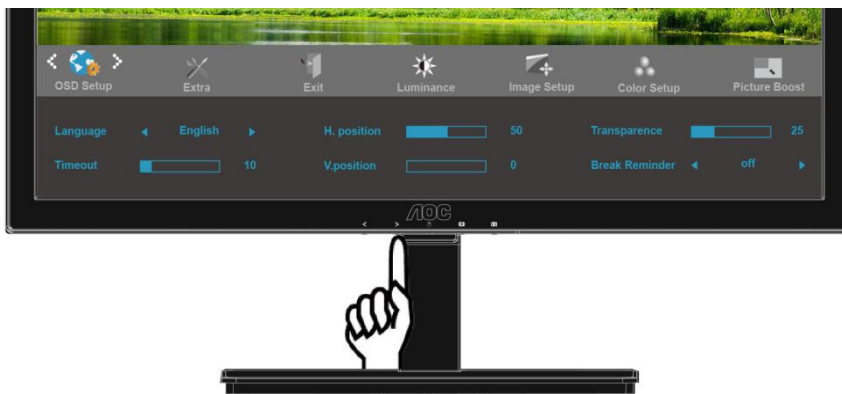 OSD Setup Extra Exit Luminance Image Setup Color Setup Picture Boost
Language English H. position 50 Transparence 25
Timeout 10 V.position 0 Break Reminder off
AOC